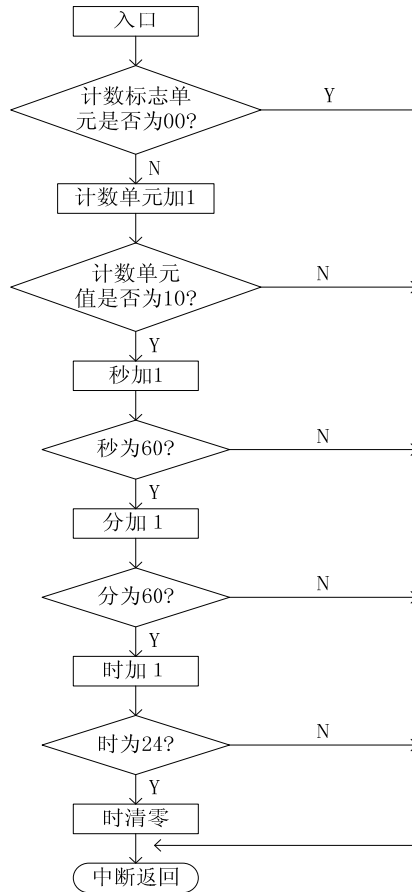 入口
计数标志单
元是否为00?
Y
N
计数单元加1
计数单元
值是否为10?
N
Y
秒加1
秒为60?
N
Y
分加 1
分为60?
N
Y
时加 1
时为24?
N
Y
时清零
中断返回